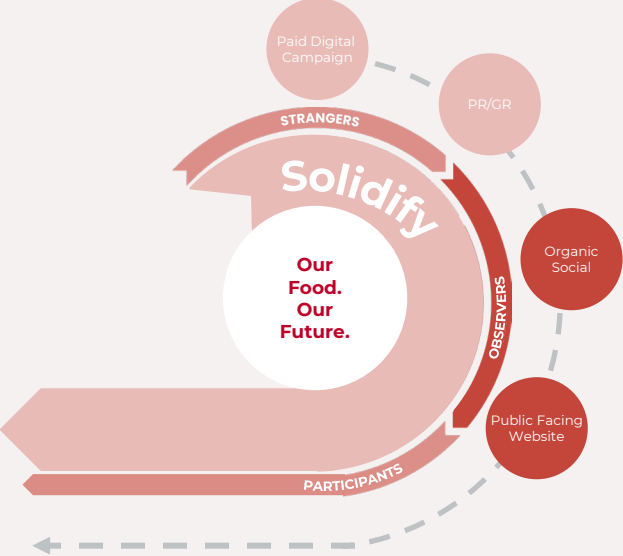 Paid Digital
Campaign
PR/GR
STRANGERS
Solidify
Organic
Social
Our
Food.
Our
Future.
OBSERVERS
Public Facing
Website
PARTICIPANTS